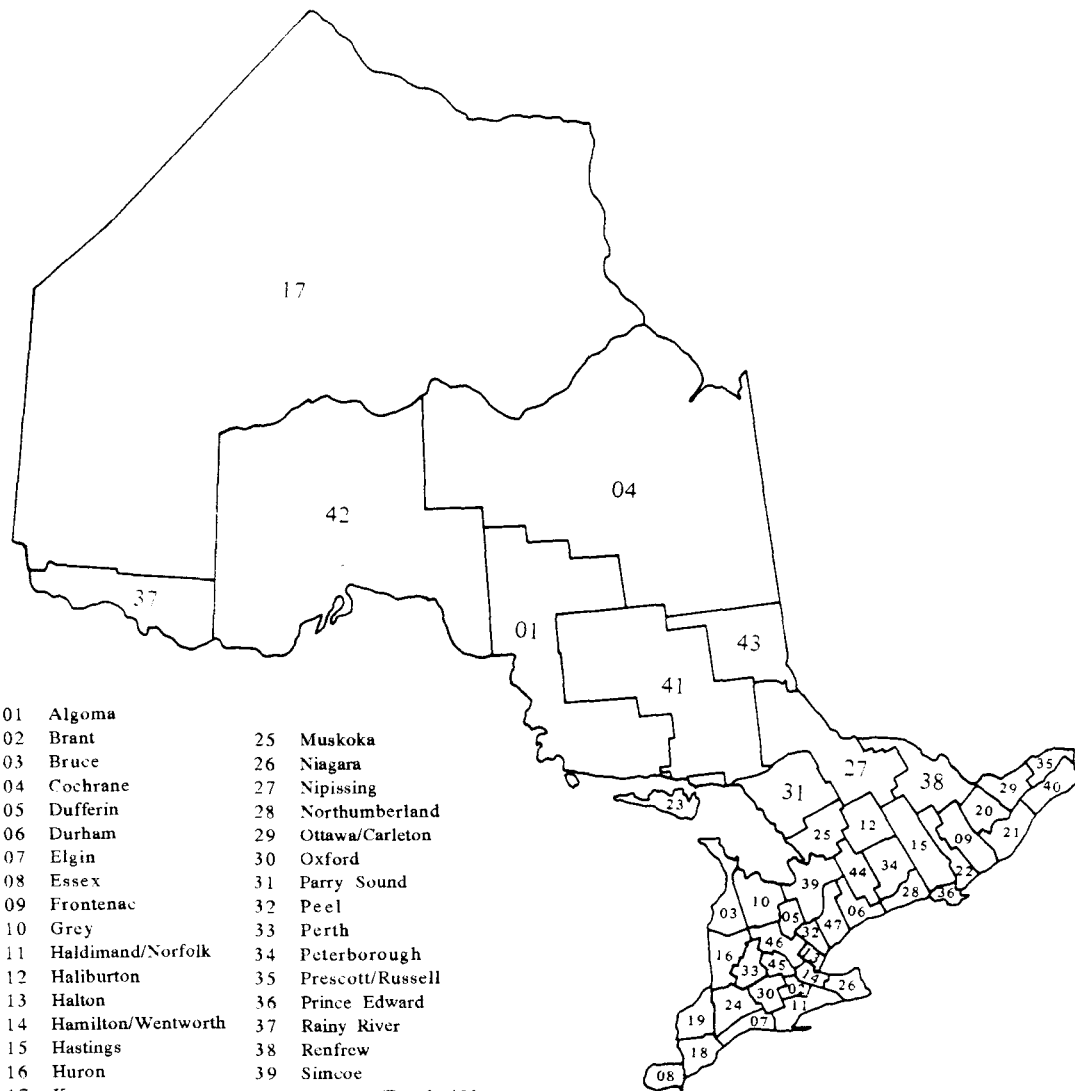 17
04
42
37
01
43
41
27
38
35
40
29
31
23
20
25
12
21
09
15
34
22
44
39
28
36
10
03
05
06
47
32
46
16
13
45
33
14
26
02
30
24
11
07
19
18
08
01 Algoma
02 Brant
03 Bruce
04 Cochrane
05 Dufferin
06 Durham
07 Elgin
08 Essex
09 Frontenac
10 Grey
11 Haldimand/Norfolk
12 Haliburton
13 Halton
14 Hamilton/Wentworth
15 Hastings
16 Huron
25 Muskoka
26 Niagara
27 Nipissing
28 Northumberland
29 Ottawa/Carleton
30 Oxford
31 Parry Sound
32 Peel
33 Perth
34 Peterborough
35 Prescott/Russell
36 Prince Edward
37 Rainy River
38 Renfrew
39 Simcoe